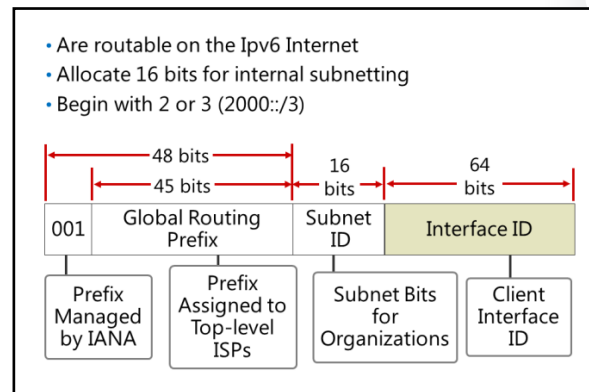 • Are routable on the Ipv6 Internet
• Allocate 16 bits for internal subnetting
• Begin with 2 or 3 (2000::/3)
48 bits
45 bits
16
bits
64
bits
001
Global Routing
Prefix
Subnet
ID
Interface ID
Prefix
Managed
by IANA
Prefix
Assigned to
Top-level
ISPs
Subnet Bits
for
Organizations
Client
Interface
ID